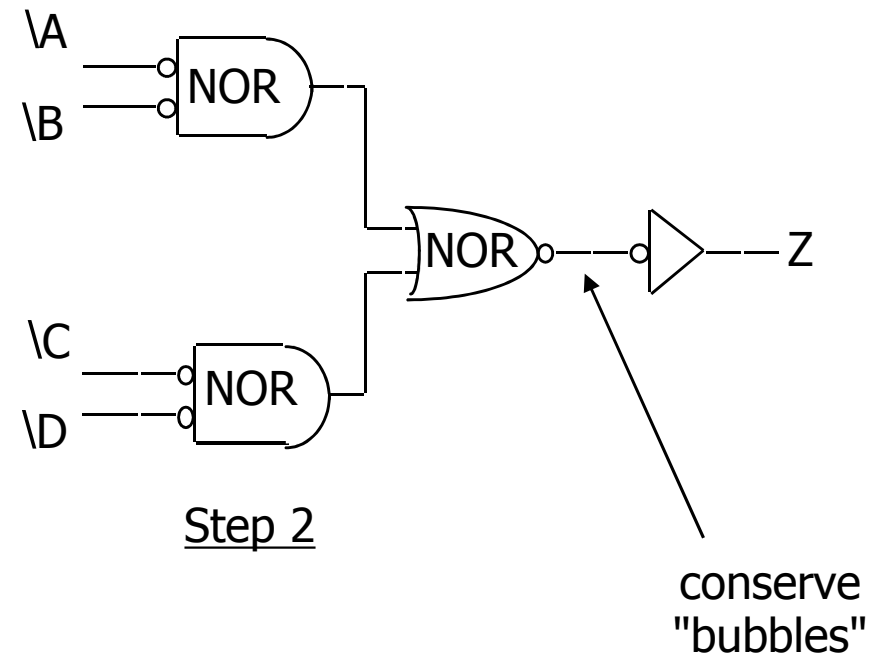 \A
NOR
\B
NOR
Z
\C
NOR
\D
Step 2
conserve
"bubbles"